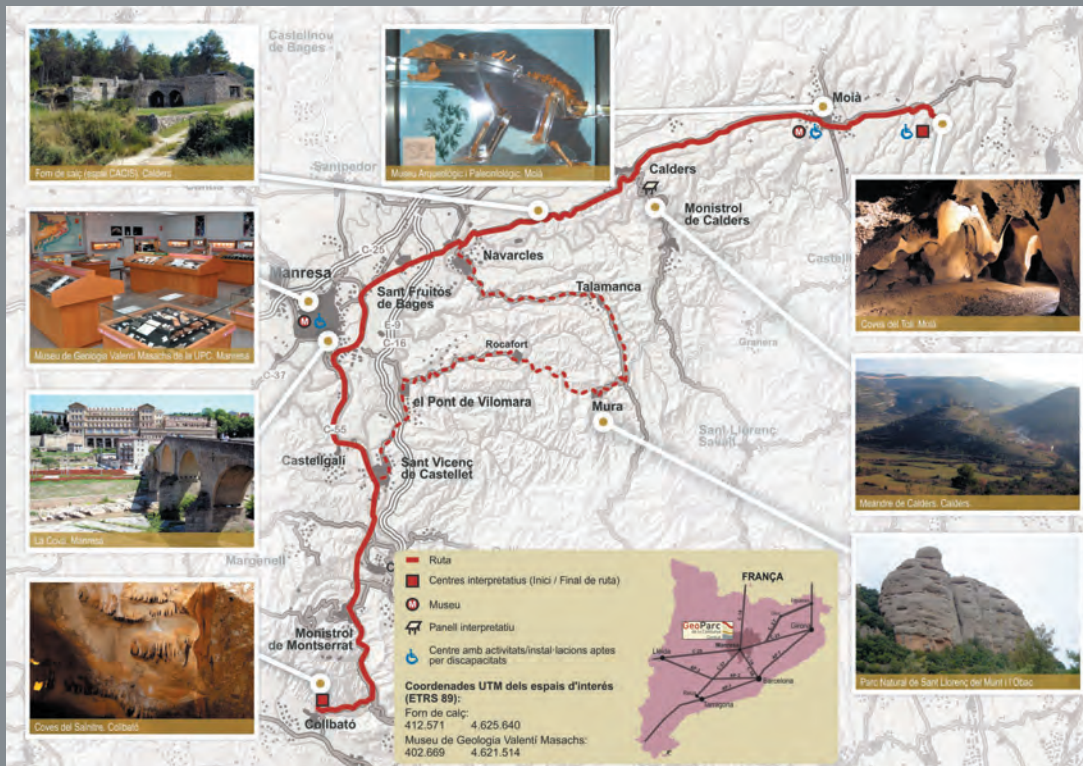 Castellnou
de Bages
Forn de calç (espai CACIS). Calders
Museu Arqueològic i Paleontològic. Moià
Moià
M
Santpedor
Calders
Monistrol
de Calders
Coves del Toll. Moià
C-25
Navarcles
Manresa
Sant Fruitós
de Bages
Talamanca
M
Museu de Geologia Valentí Masachs de la UPC. Manresa
E-9
C-16
Rocafort
Granera
C-37
el Pont de Vilomara
Mura
Sant Llorenç
Savall
C-55
Castellgalí
Sant Vicenç
de Castellet
La Cova. Manresa
Meandre de Calders. Calders
Margenell
Monistrol
de Montserrat
Collbató
Coves del Salnitre. Collbató
Parc Natural de Sant Llorenç del Munt i l'Obac
Ruta
Centres interpretatius (Inici / Final de ruta)
M Museu
Panell interpretatiu
Centre amb activitats/instal·lacions aptes
per discapacitats
Coordenades UTM dels espais d'interés
(ETRS 89):
Forn de calç:
412.571 4.625.640
Museu de Geologia Valentí Masachs:
402.669 4.621.514
FRANÇA
GeoParc
Lleida
Manresa
Girona
Barcelona
Reus
Tarragona